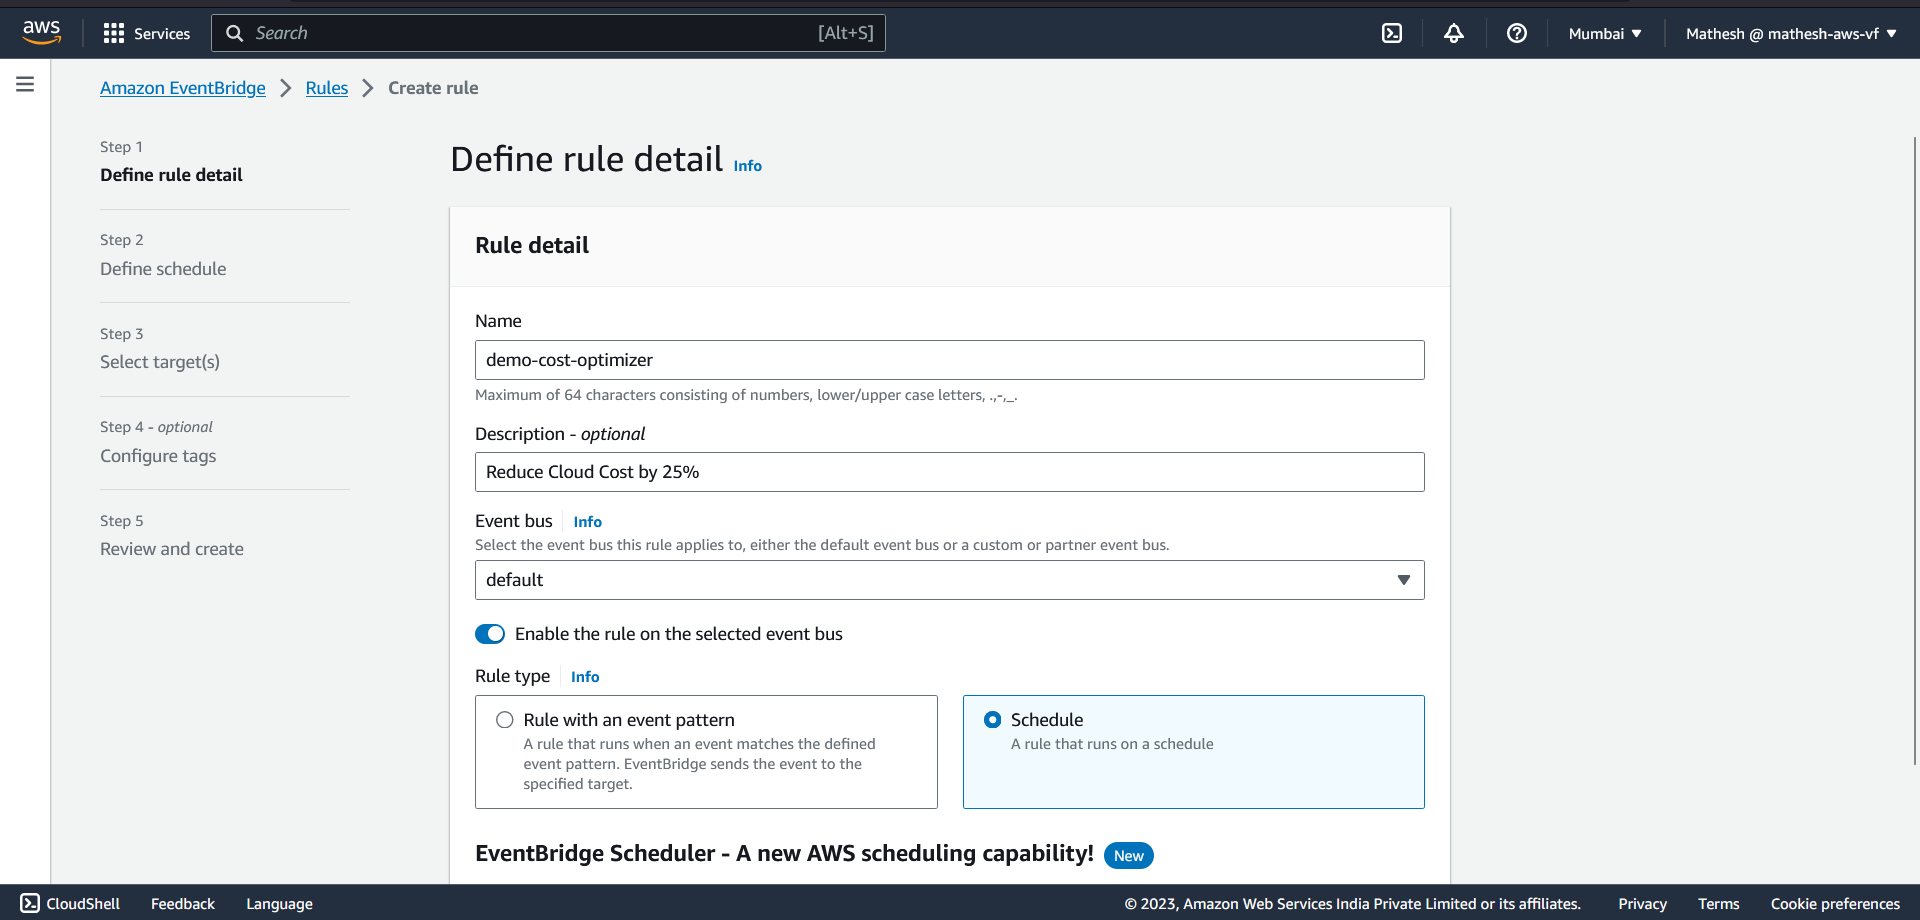 aws
Services
Search
[Alt+S]
Mumbai
Mathesh @ mathesh-aws-vf
Amazon EventBridge
Rules
Create rule
Step 1
Define rule detail
Step 2
Define schedule
Step 3
Select target(s)
Step 4 - optional
Configure tags
Step 5
Review and create
Define rule detail Info
Rule detail
Name
demo-cost-optimizer
Maximum of 64 characters consisting of numbers, lower/upper case letters, .,-,_.
Description - optional
Reduce Cloud Cost by 25%
Event bus Info
Select the event bus this rule applies to, either the default event bus or a custom or partner event bus.
default
Enable the rule on the selected event bus
Rule type Info
Rule with an event pattern
A rule that runs when an event matches the defined
event pattern. EventBridge sends the event to the
specified target.
Schedule
A rule that runs on a schedule
EventBridge Scheduler - A new AWS scheduling capability! New
CloudShell
Feedback
Language
© 2023, Amazon Web Services India Private Limited or its affiliates.
Privacy
Terms
Cookie preferences